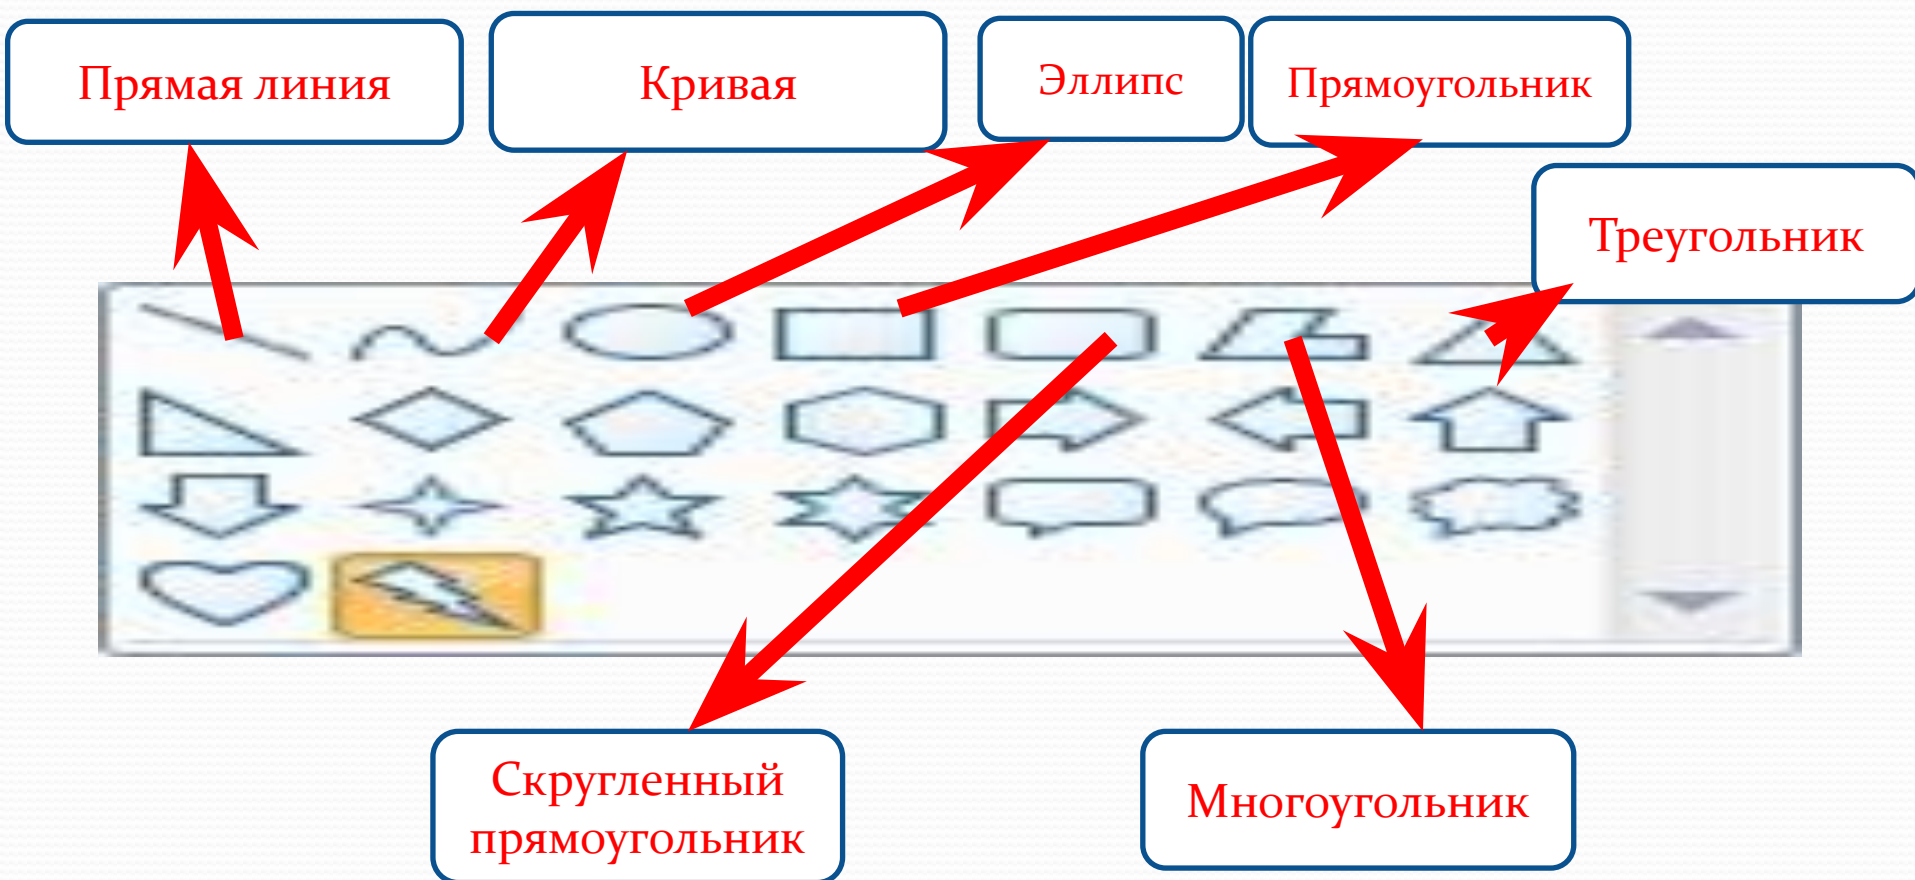 Прямая линия
Кривая
Эллипс
Прямоугольник
Треугольник
Скругленный
прямоугольник
Многоугольник